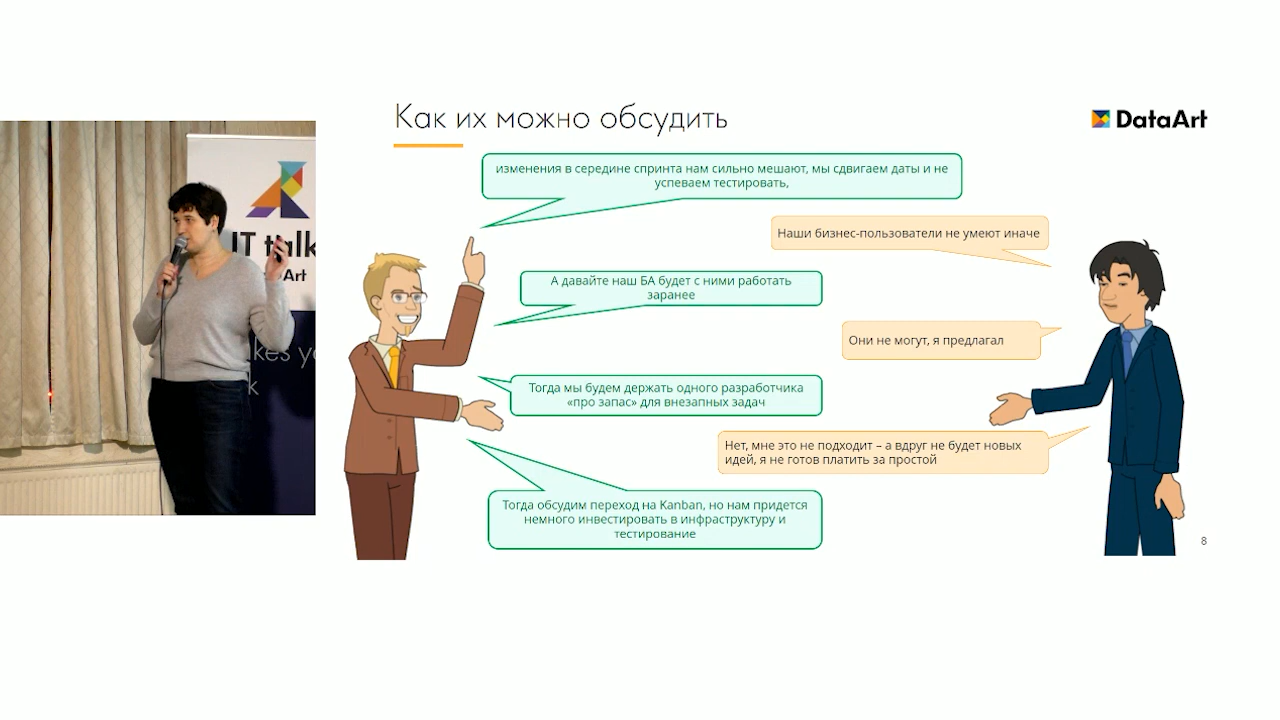 Как их можно обсудить
DataArt
изменения в середине спринта нам сильно мешают, мы сдвигаем даты и не
успеваем тестировать,
Наши бизнес-пользователи не умеют иначе
А давайте наш БА будет с ними работать
заранее
Они не могут, я предлагал
Тогда мы будем держать одного разработчика
«про запас» для внезапных задач
Нет, мне это не подходит – а вдруг не будет новых
идей, я не готов платить за простой
Тогда обсудим переход на Kanban, но нам придется
немного инвестировать в инфраструктуру и
тестирование
8
IT talk
Art